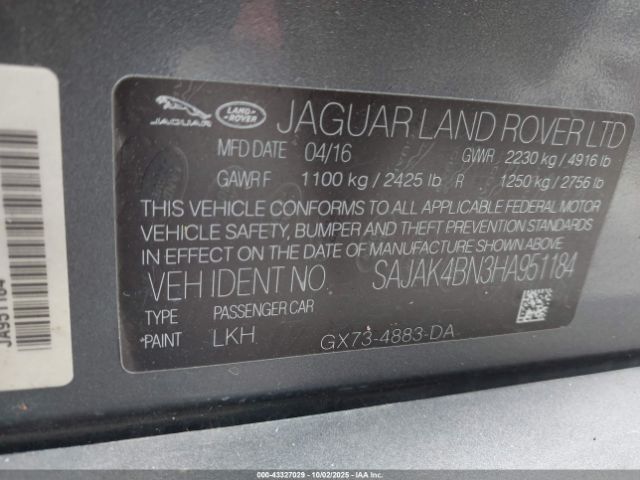 JAGUAR LAND-ROVER JAGUAR LAND ROVER LTD
MFD DATE 04/16 GWR 2230 kg / 4916 lb
GAWR F 1100 kg / 2425 lb R 1250 kg / 2756 lb
THIS VEHICLE CONFORMS TO ALL APPLICABLE FEDERAL MOTOR
VEHICLE SAFETY, BUMPER AND THEFT PREVENTION STANDARDS
IN EFFECT ON THE DATE OF MANUFACTURE SHOWN ABOVE.
VEH IDENT NO. SAJAK4BN3HA951184
TYPE PASSENGER CAR
PAINT LKH GX73-4883-DA
JA951184
000-43327029 10/02/2025 Copart IAA